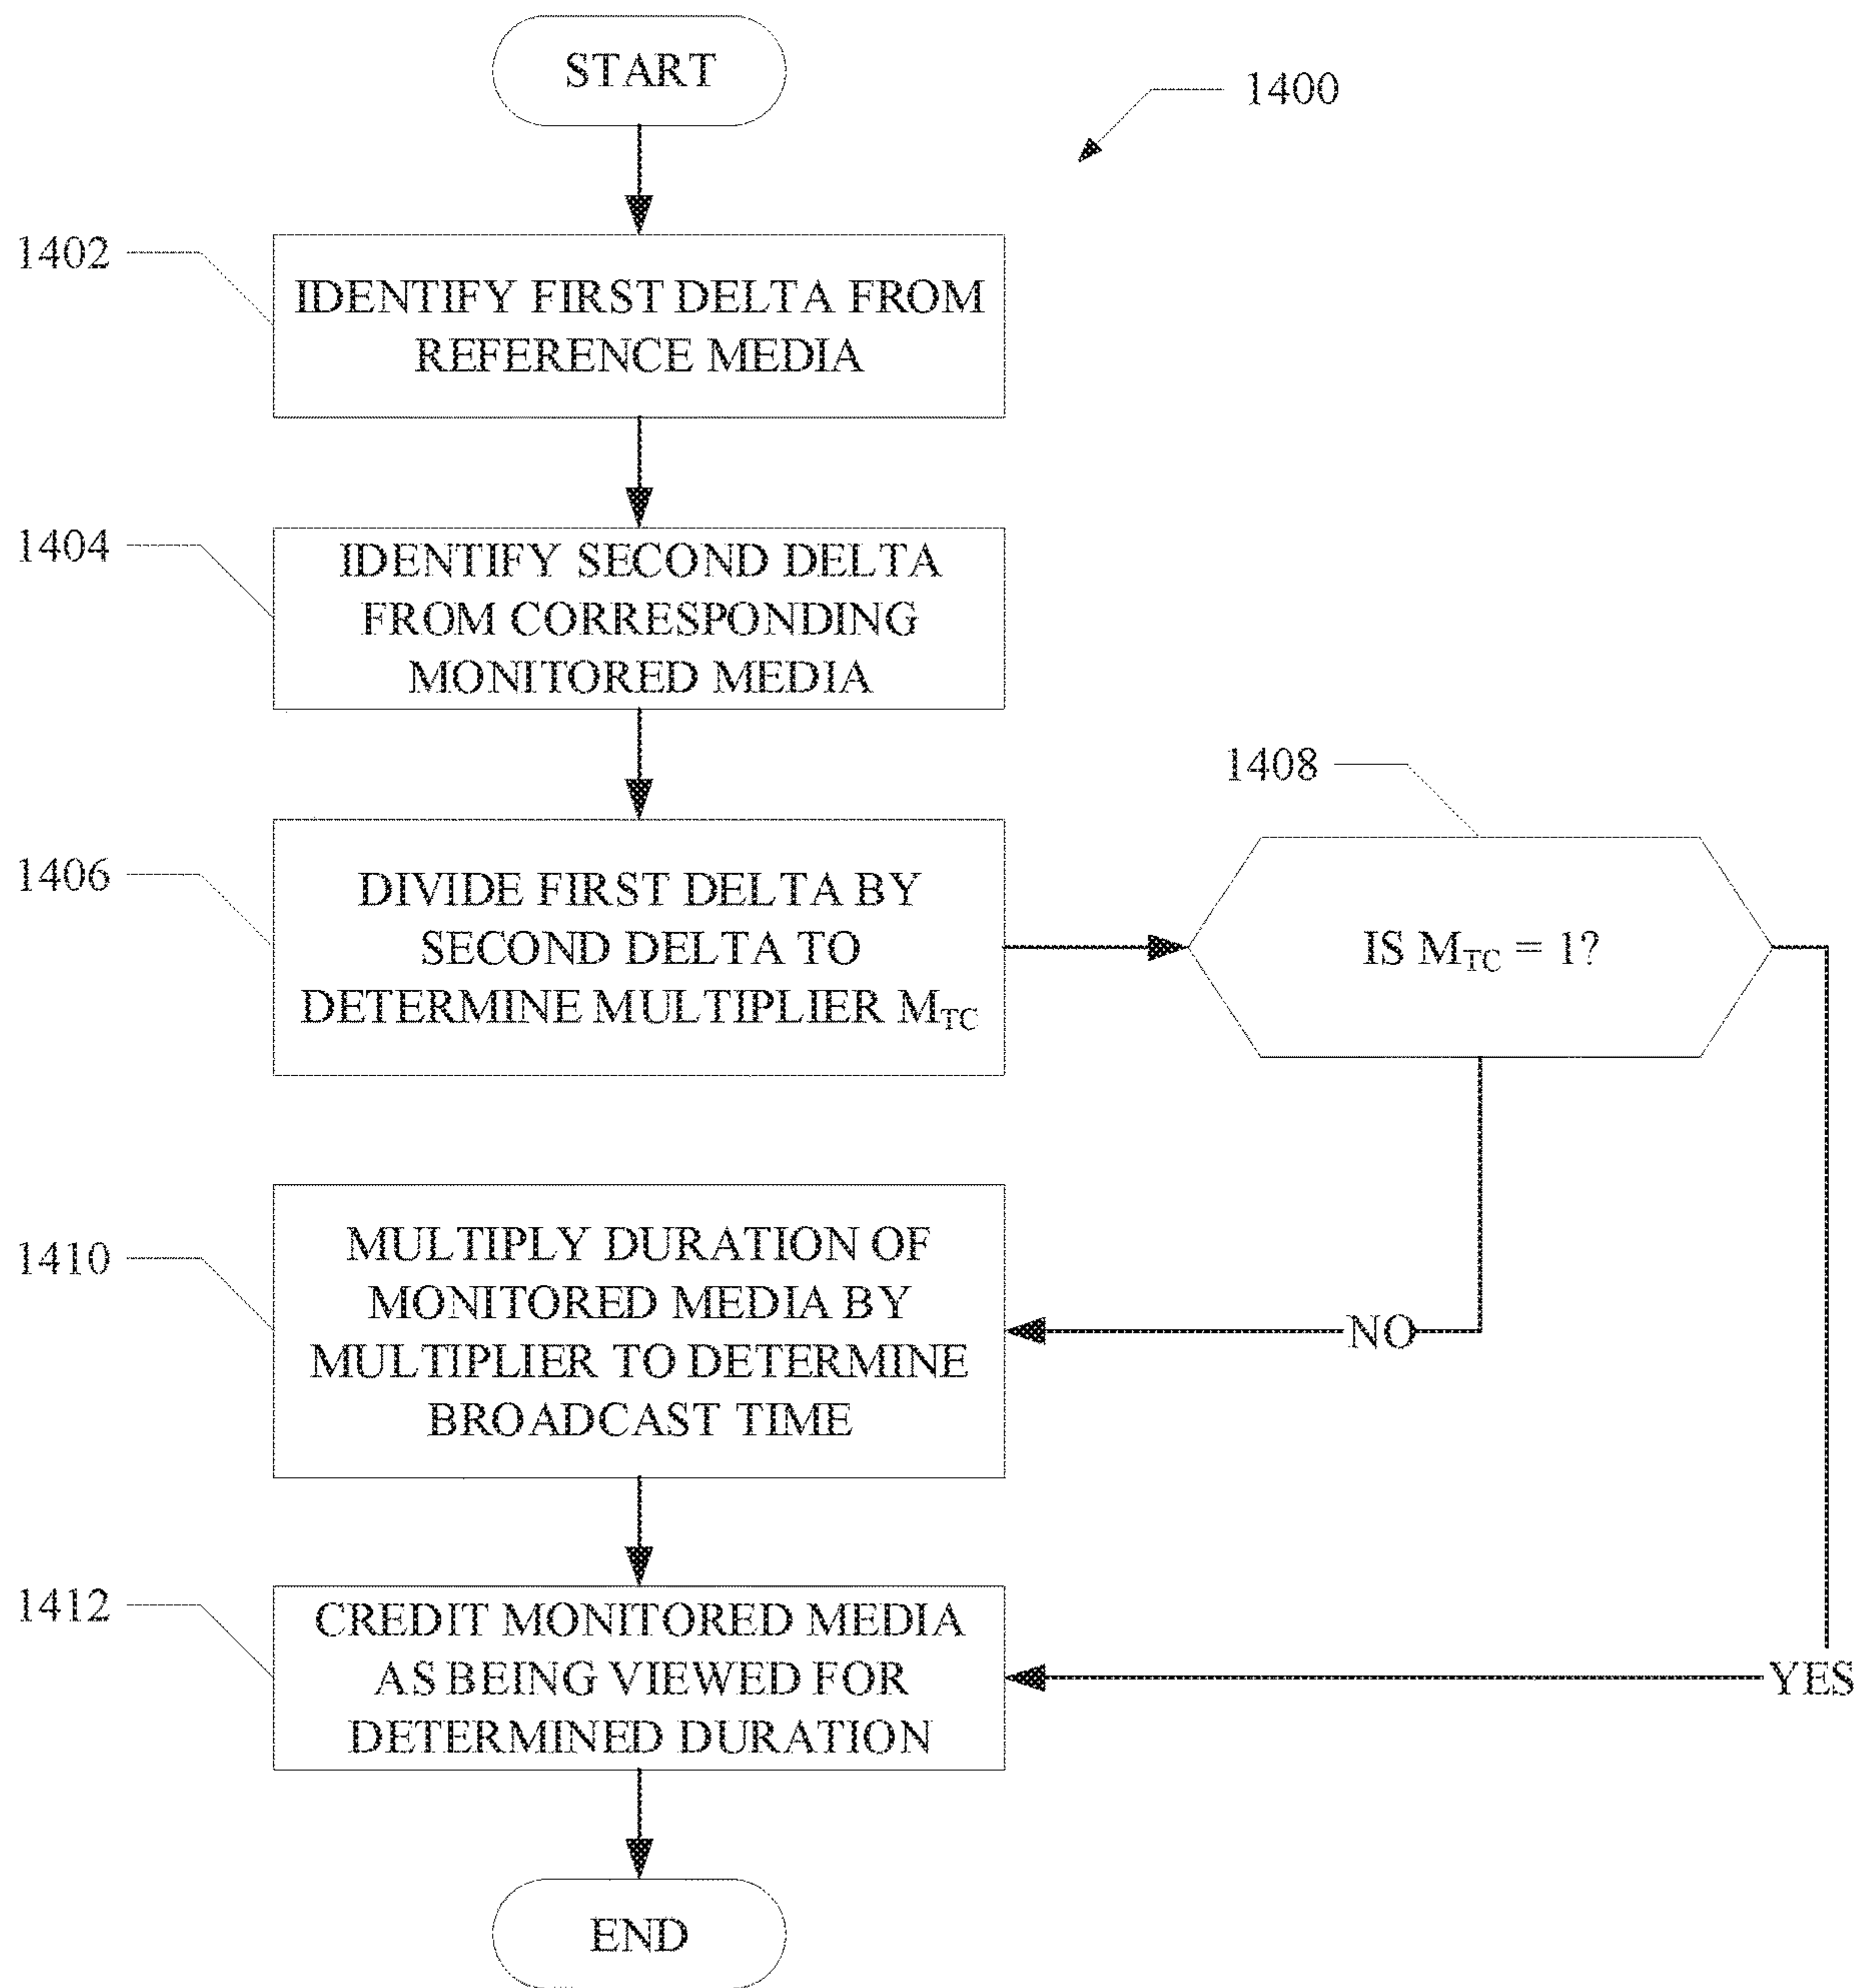 START
1400
1402
IDENTIFY FIRST DELTA FROM
REFERENCE MEDIA
1404
IDENTIFY SECOND DELTA
FROM CORRESPONDING
MONITORED MEDIA
1408
1406
DIVIDE FIRST DELTA BY
SECOND DELTA TO
DETERMINE MULTIPLIER M_TC
IS M_TC = 1?
1410
MULTIPLY DURATION OF
MONITORED MEDIA BY
MULTIPLIER TO DETERMINE
BROADCAST TIME
NO
1412
CREDIT MONITORED MEDIA
AS BEING VIEWED FOR
DETERMINED DURATION
YES
END